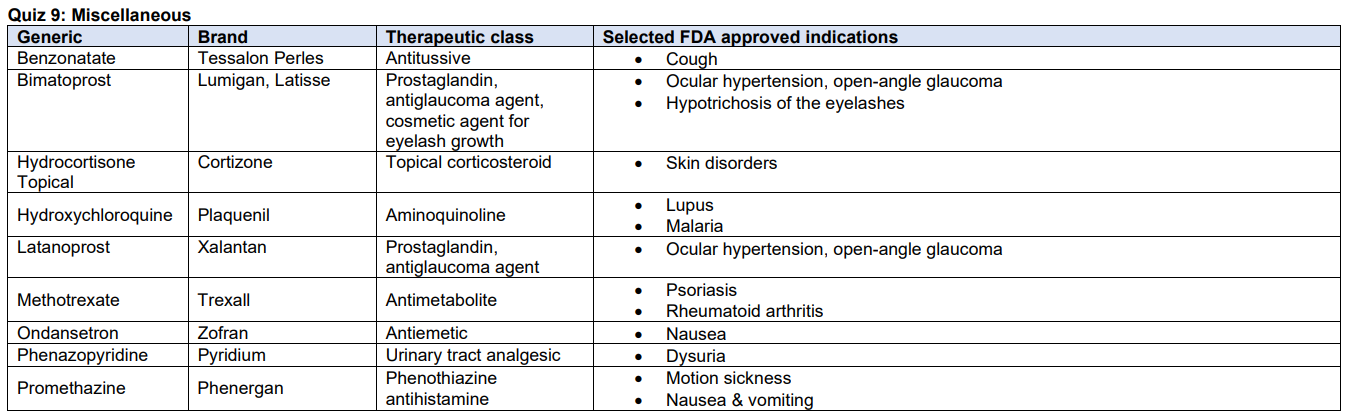 Quiz 9: Miscellaneous
Generic Brand Therapeutic class Selected FDA approved indications
Benzonatate Tessalon Perles Antitussive • Cough
Bimatoprost Lumigan, Latisse Prostaglandin, • Ocular hypertension, open-angle glaucoma
antiglaucoma agent, • Hypotrichosis of the eyelashes
cosmetic agent for
eyelash growth
Hydrocortisone Cortizone Topical corticosteroid • Skin disorders
Topical
Hydroxychloroquine Plaquenil Aminoquinoline • Lupus
• Malaria
Latanoprost Xalantan Prostaglandin, • Ocular hypertension, open-angle glaucoma
antiglaucoma agent
Methotrexate Trexall Antimetabolite • Psoriasis
• Rheumatoid arthritis
Ondansetron Zofran Antiemetic • Nausea
Phenazopyridine Pyridium Urinary tract analgesic • Dysuria
Promethazine Phenergan Phenothiazine • Motion sickness
antihistamine • Nausea & vomiting